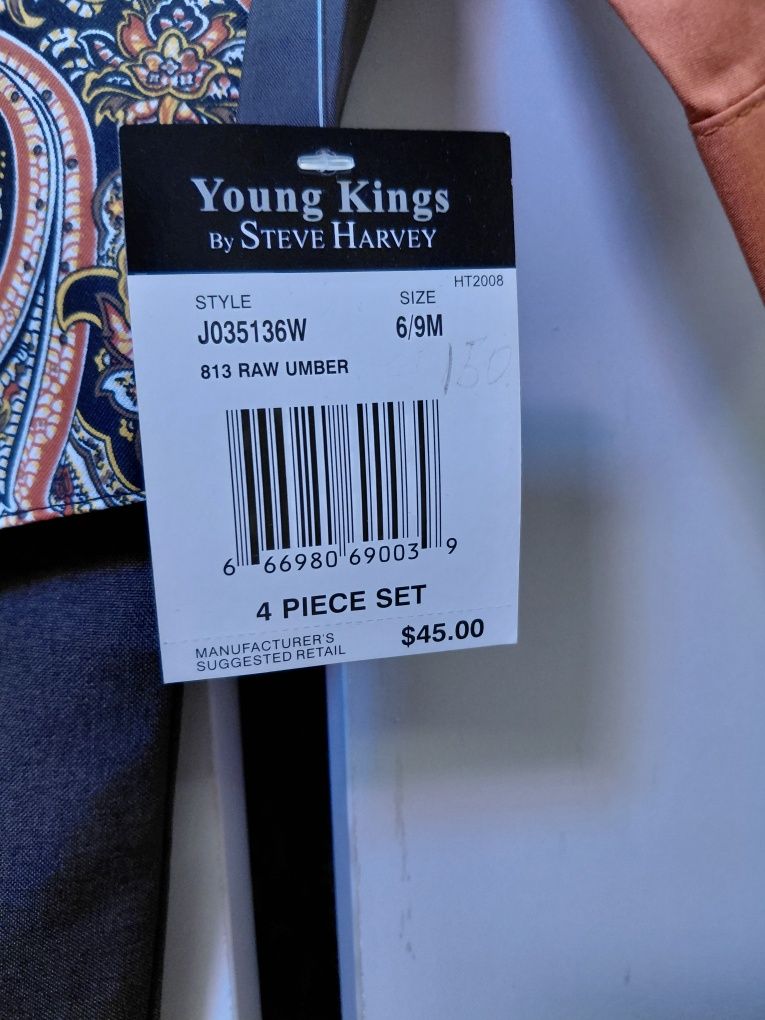 Young Kings
By STEVE HARVEY
HT2008
STYLE SIZE
J035136W 6/9M
813 RAW UMBER
150
6 66980 69003 9
4 PIECE SET
MANUFACTURER'S
SUGGESTED RETAIL $45.00